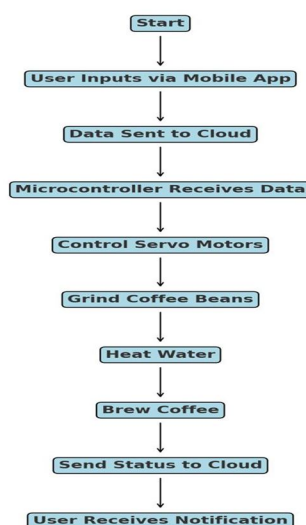 Start
User Inputs via Mobile App
Data Sent to Cloud
Microcontroller Receives Data
Control Servo Motors
Grind Coffee Beans
Heat Water
Brew Coffee
Send Status to Cloud
User Receives Notification